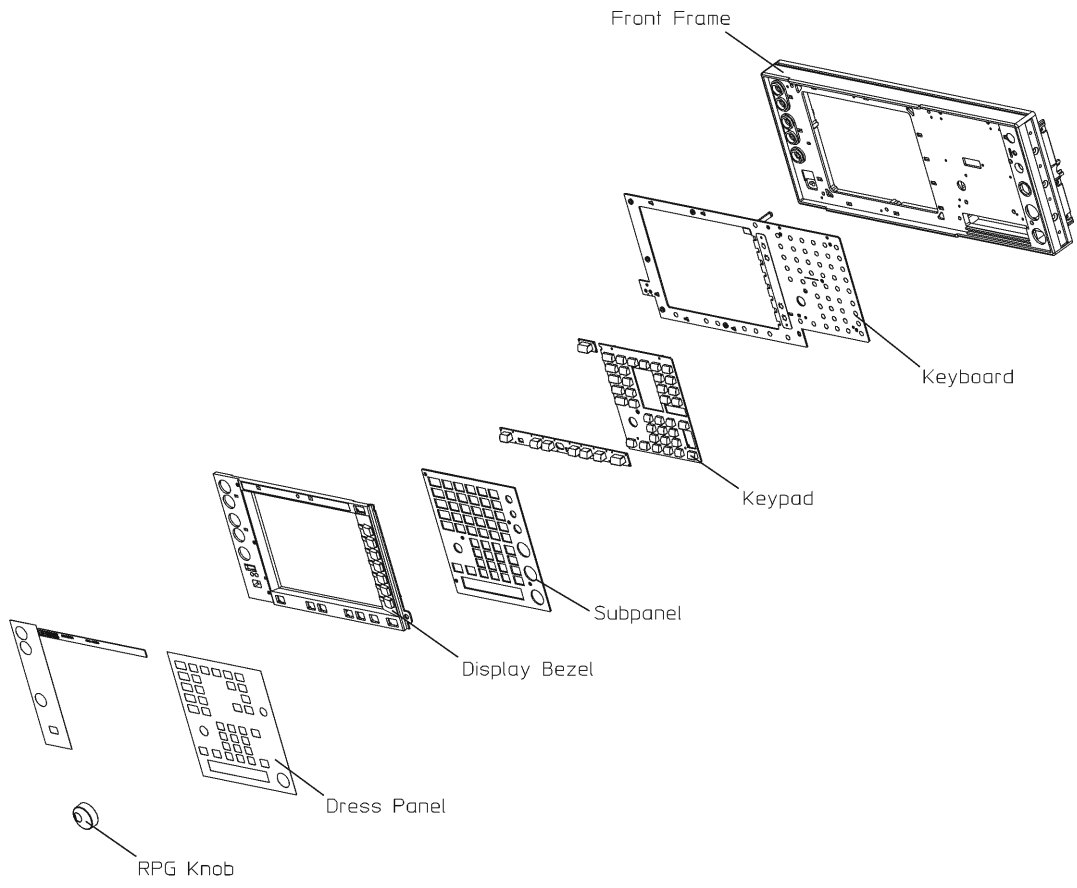 Front Frame
Keyboard
Keypad
Subpanel
Display Bezel
Dress Panel
RPG Knob